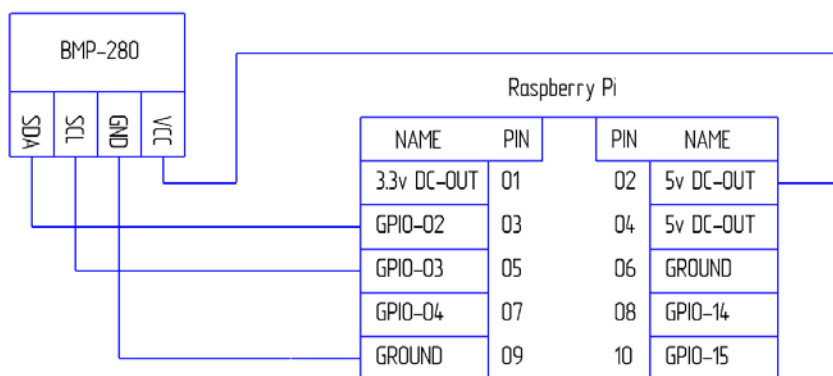 BMP-280
SDA SCL GND VCC
Raspberry Pi
NAME PIN PIN NAME
3.3v DC-OUT 01 02 5v DC-OUT
GPIO-02 03 04 5v DC-OUT
GPIO-03 05 06 GROUND
GPIO-04 07 08 GPIO-14
GROUND 09 10 GPIO-15